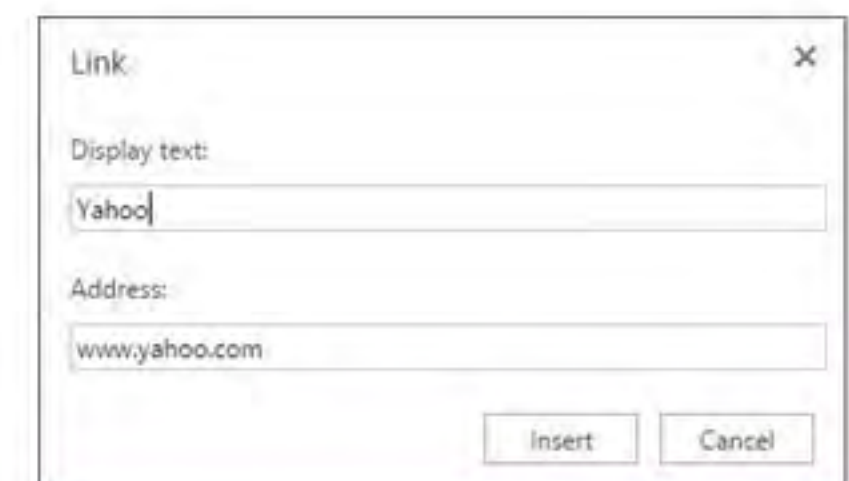 Link
Display text:
Yahoo
Address:
www.yahoo.com
Insert Cancel